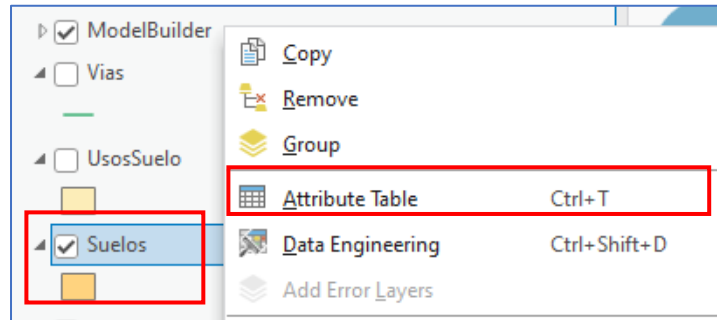 ModelBuilder
Vias
UsosSuelo
Suelos
Copy
Remove
Group
Attribute Table Ctrl+T
Data Engineering Ctrl+Shift+D
Add Error Layers